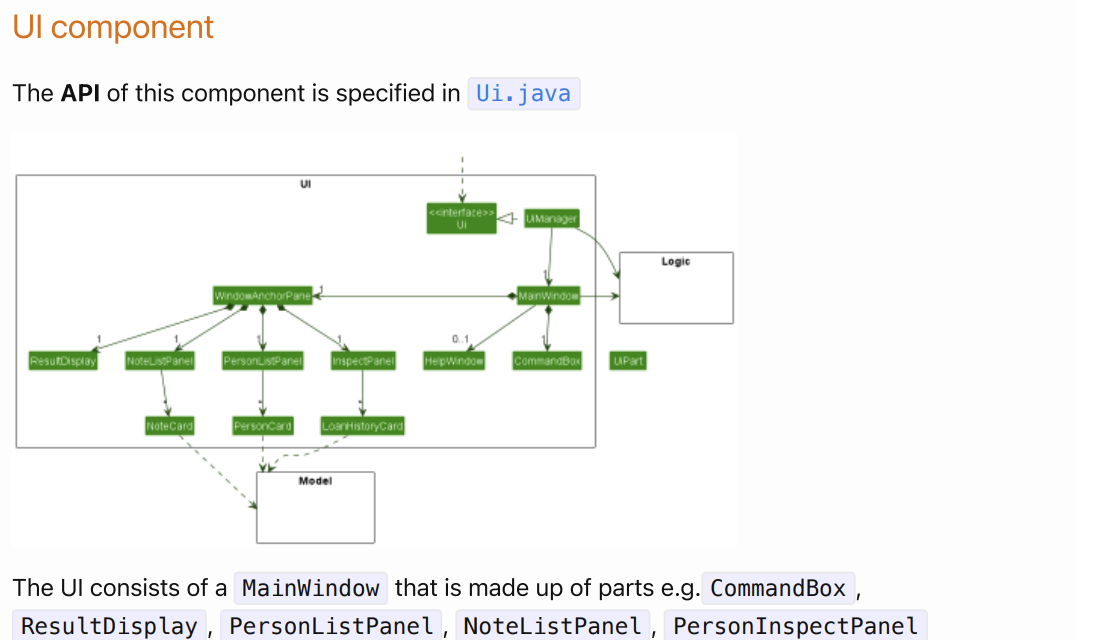 UI component
The API of this component is specified in Ui.java
UI
<<interface>>
Ui
UiManager
Logic
WindowAnchorPane
1
MainWindow
1
1
1
1
1
0..1
1
ResultDisplay
NoteListPanel
PersonListPanel
InspectPanel
HelpWindow
CommandBox
UiPart
*
*
*
NoteCard
PersonCard
LoanHistoryCard
Model
The UI consists of a MainWindow that is made up of parts e.g. CommandBox ,
ResultDisplay , PersonListPanel , NoteListPanel , PersonInspectPanel